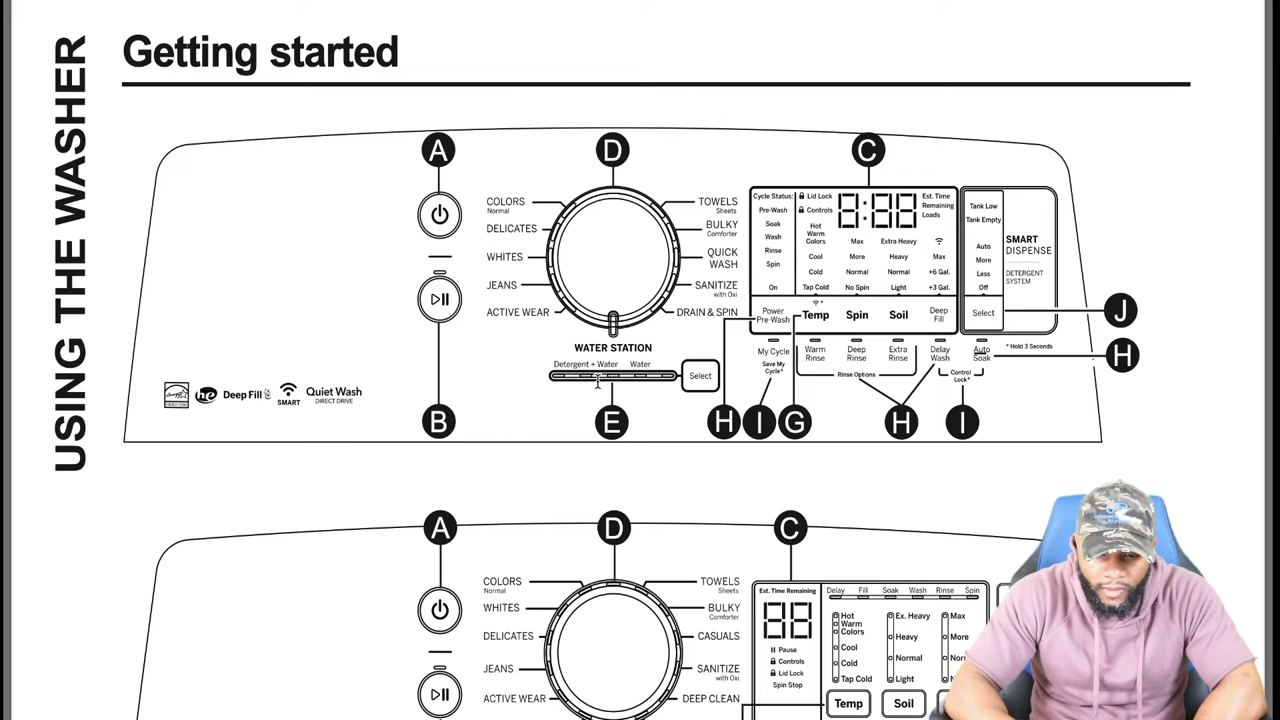 USING THE WASHER
Getting started
A
D
C
COLORS
Normal
DELICATES
WHITES
JEANS
ACTIVE WEAR
TOWELS
Sheets
BULKY
Comforter
QUICK
WASH
SANITIZE
with Oxi
DRAIN & SPIN
WATER STATION
Detergent + Water
Water
Select
Cycle Status:
Pre-Wash
Soak
Wash
Rinse
Spin
On
Lid Lock
Controls
8:88
Est. Time
Remaining
Loads
Hot
Warm
Colors
Cool
Cold
Tap Cold
Max
More
Normal
No Spin
Extra Heavy
Heavy
Normal
Light
Max
+6 Gal.
+3 Gal.
Power
Pre-Wash
Temp
Spin
Soil
Deep
Fill
Tank Low
Tank Empty
Auto
More
Less
Off
Select
SMART
DISPENSE
DETERGENT
SYSTEM
J
My Cycle
Save My
Cycle*
Warm
Rinse
Deep
Rinse
Extra
Rinse
Rinse Options
Delay
Wash
Auto
Soak
Control
Lock*
* Hold 3 Seconds
H
ENERGY STAR
he
Deep Fill
SMART
Quiet Wash
DIRECT DRIVE
B
E
H
I
G
H
I
A
D
C
COLORS
Normal
WHITES
DELICATES
JEANS
ACTIVE WEAR
TOWELS
Sheets
BULKY
Comforter
CASUALS
SANITIZE
with Oxi
DEEP CLEAN
Est. Time Remaining
88
Pause
Controls
Lid Lock
Spin Stop
Delay
Fill
Soak
Wash
Rinse
Spin
Hot
Warm
Colors
Cool
Cold
Tap Cold
Ex. Heavy
Heavy
Normal
Light
Max
More
Temp
Soil